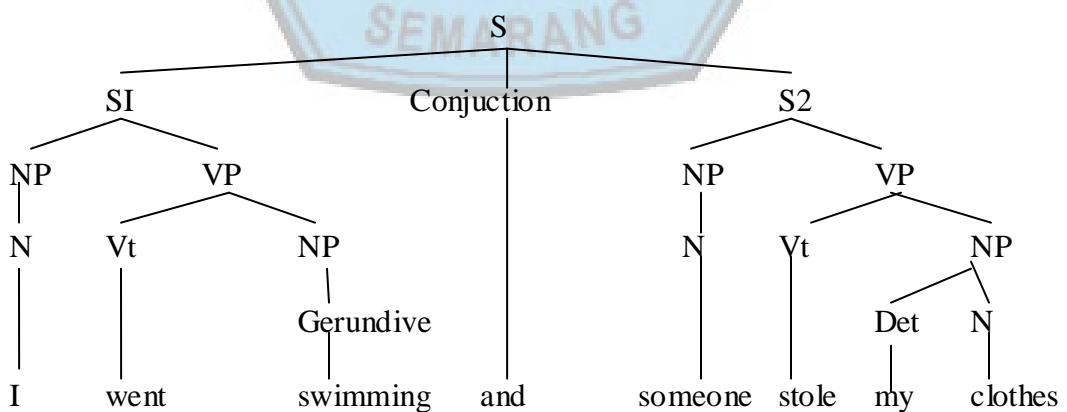 SEMARANG
S
SI Conjuction S2
NP VP NP VP
N Vt NP N Vt NP
Gerundive Det N
I went swimming and someone stole my clothes